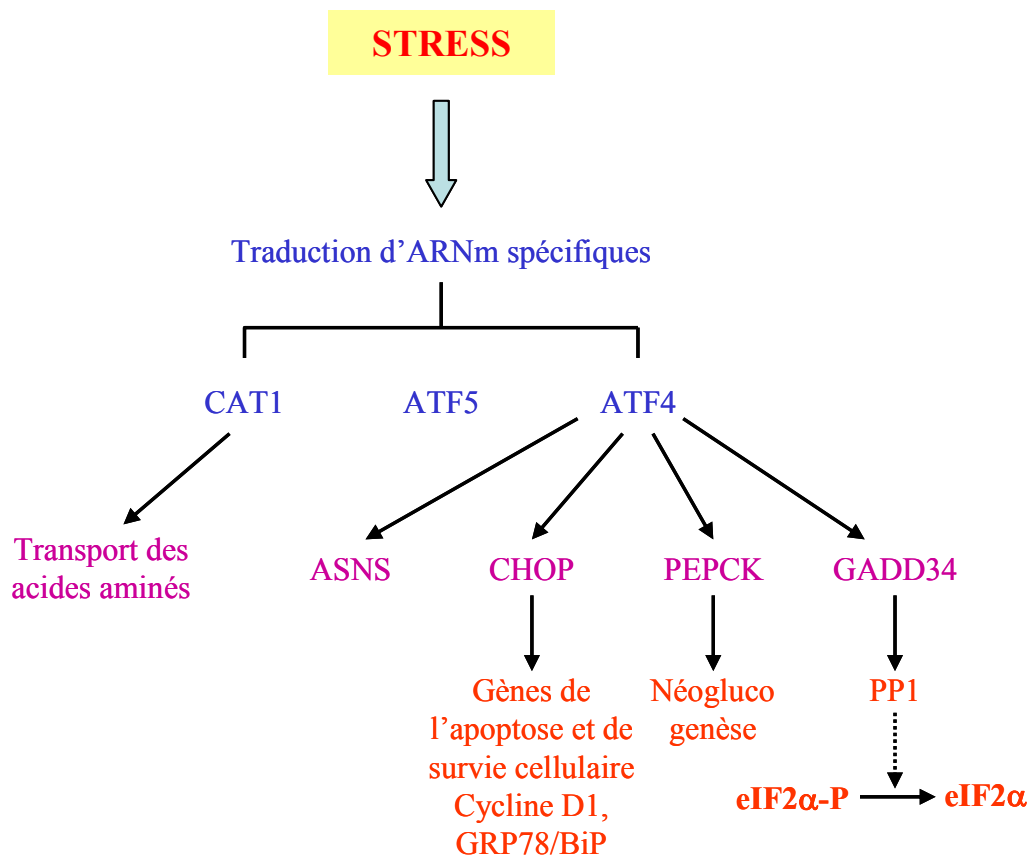 STRESS
Traduction d’ARNm spécifiques
CAT1
ATF5
ATF4
Transport des
acides aminés
ASNS
CHOP
PEPCK
GADD34
Gènes de
l’apoptose et de
survie cellulaire
Cycline D1,
GRP78/BiP
Néogluco
genèse
PP1
eIF2α-P
eIF2α